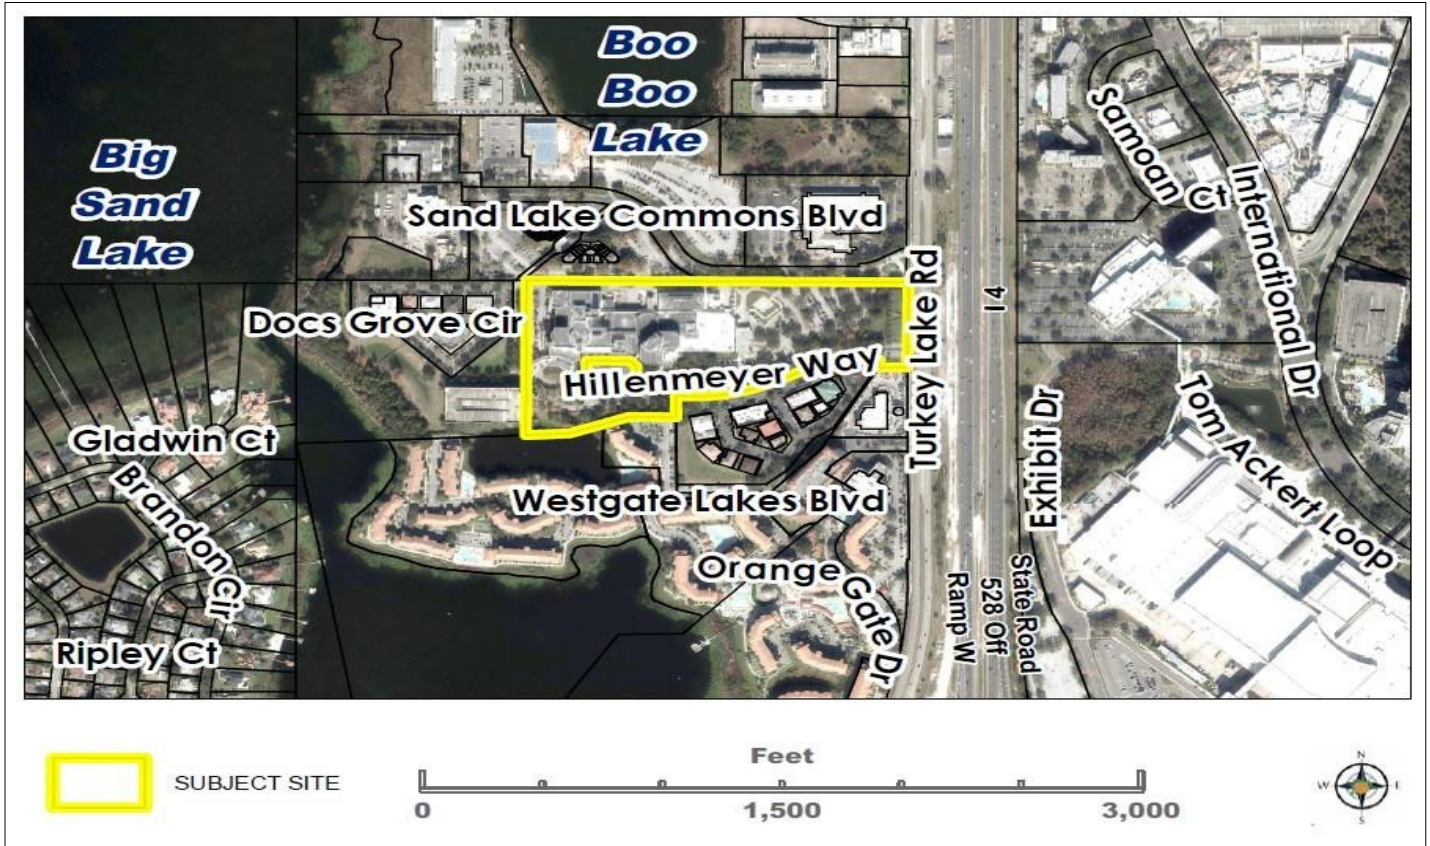 Boo
Boo
Lake
Big
Sand
Lake
Samoan Ct
International Dr
Sand Lake Commons Blvd
Turkey Lake Rd
I 4
Docs Grove Cir
Hillenmeyer Way
Tom Ackert Loop
Exhibit Dr
Gladwin Ct
Brandon Cir
Westgate Lakes Blvd
Orange Gate Dr
State Road
528 Off
Ramp W
Ripley Ct
Feet
SUBJECT SITE
0
1,500
3,000
N
W
E
S